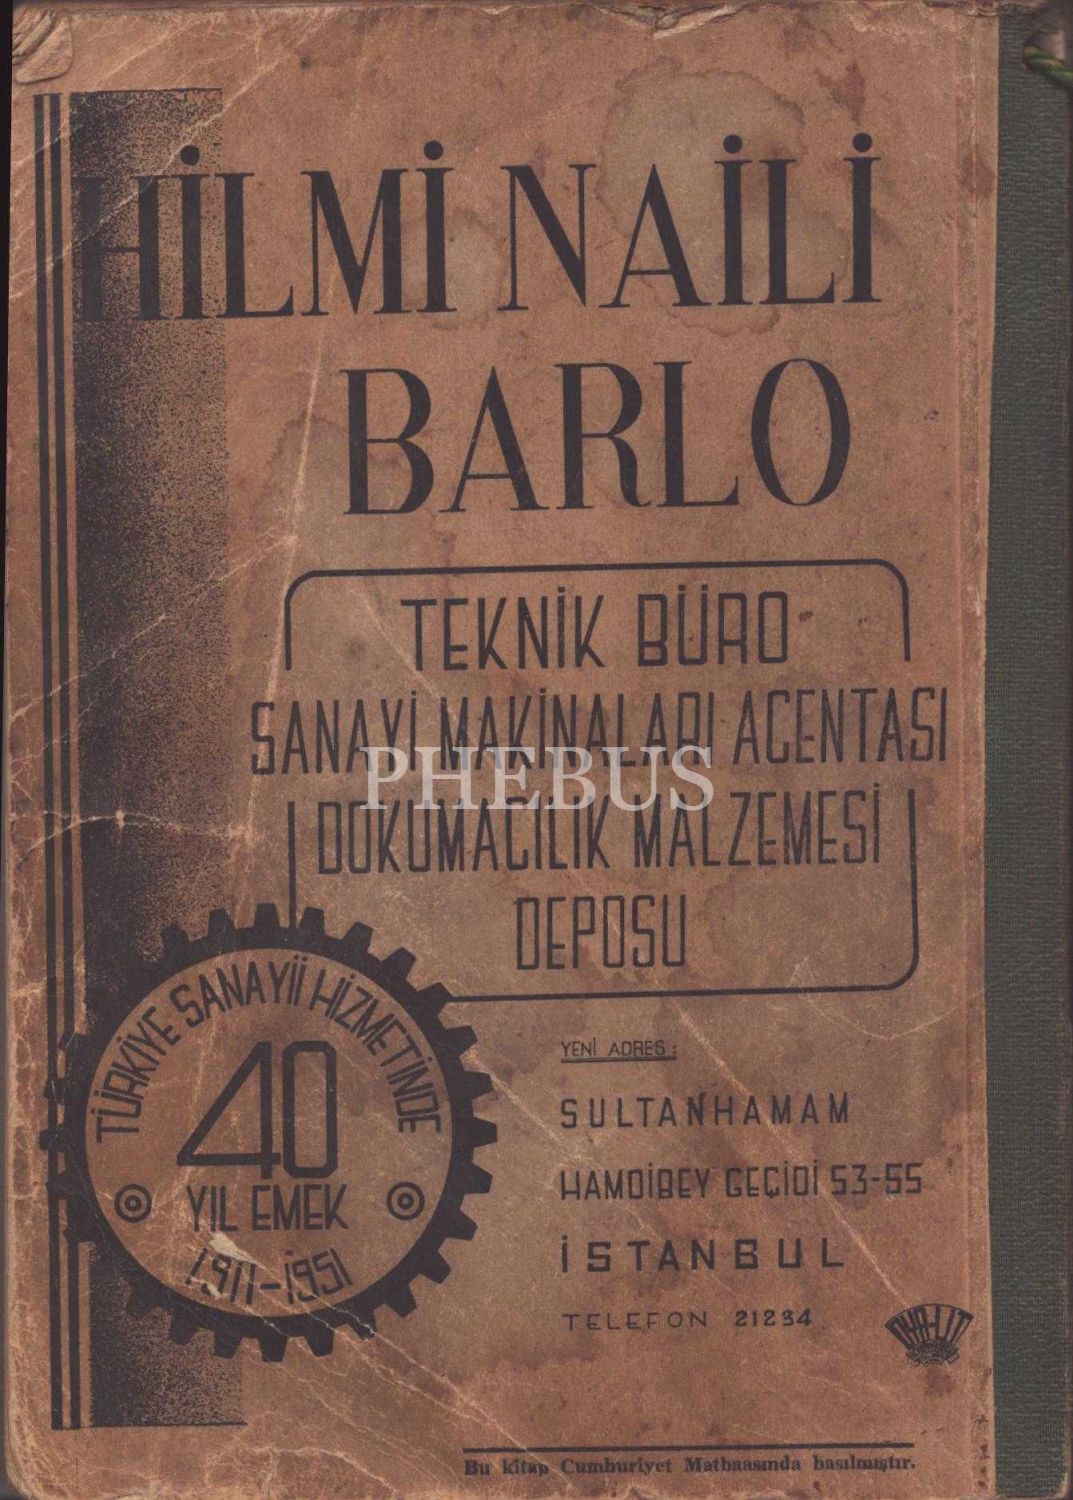 HİLMİ NAİLİ
BARLO
TEKNİK BÜRO
SANAYİ MAKİNALARI ACENTASI
DOKUMACILIK MALZEMESİ
DEPOSU
TÜRKİYE SANAYİİ HİZMETİNDE
40
YIL EMEK
1911-1951
YENİ ADRES:
SULTANHAMAM
HAMDİBEY GEÇİDİ 53-55
İSTANBUL
TELEFON 21234
Bu kitap Cumhuriyet Matbaasında basılmıştır.
PHEBUS